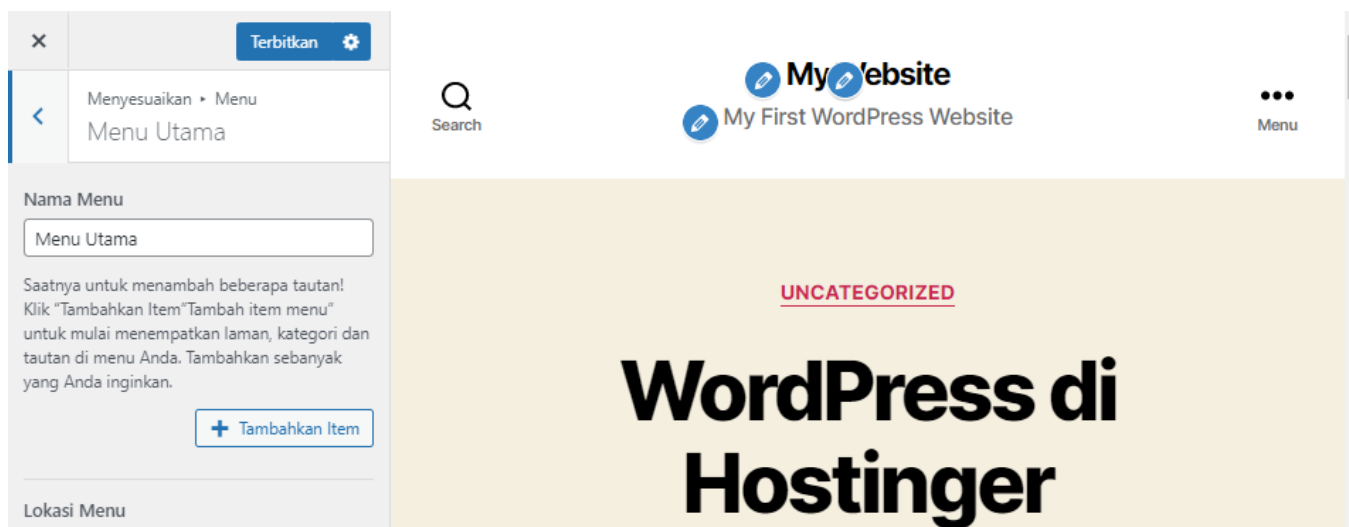 Terbitkan
Menyesuaikan ▸ Menu
Menu Utama
Nama Menu
Menu Utama
Saatnya untuk menambah beberapa tautan!
Klik “Tambahkan Item“Tambah item menu“
untuk mulai menempatkan laman, kategori dan
tautan di menu Anda. Tambahkan sebanyak
yang Anda inginkan.
Tambahkan Item
Lokasi Menu
Search
My Website
My First WordPress Website
Menu
UNCATEGORIZED
WordPress di
Hostinger